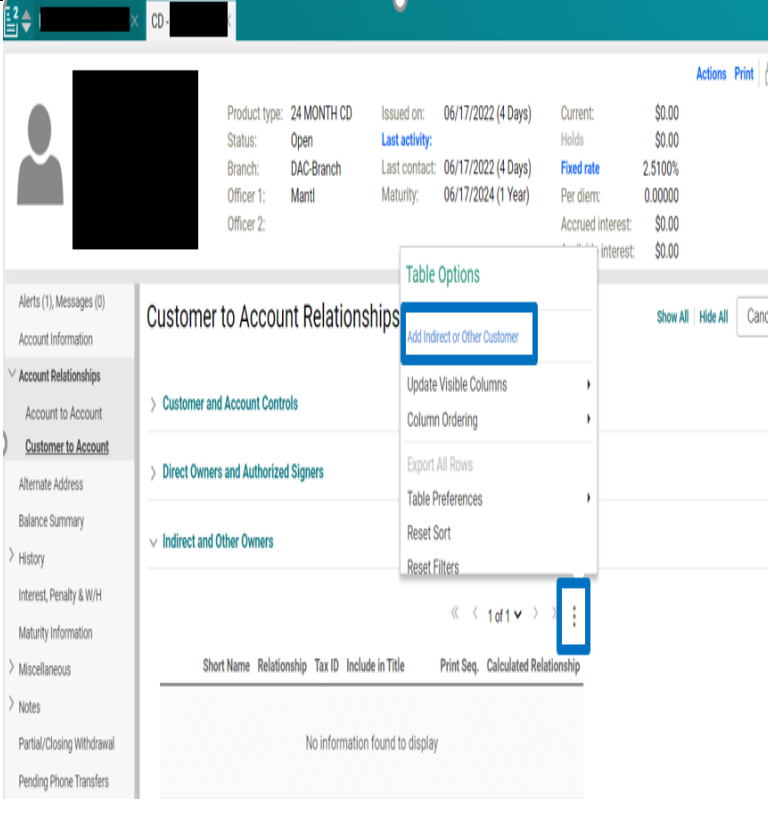 2
CD -
Actions Print
Product type: 24 MONTH CD Issued on: 06/17/2022 (4 Days) Current: $0.00
Status: Open Last activity: Holds $0.00
Branch: DAC-Branch Last contact: 06/17/2022 (4 Days) Fixed rate 2.5100%
Officer 1: Mantl Maturity: 06/17/2024 (1 Year) Per diem: 0.00000
Officer 2: Accrued interest: $0.00
interest: $0.00
Alerts (1), Messages (0)
Account Information
Account Relationships
Account to Account
Customer to Account
Alternate Address
Balance Summary
History
Interest, Penalty & W/H
Maturity Information
Miscellaneous
Notes
Partial/Closing Withdrawal
Pending Phone Transfers
Customer to Account Relationships
Show All Hide All Canc
Customer and Account Controls
Direct Owners and Authorized Signers
Indirect and Other Owners
Table Options
Add Indirect or Other Customer
Update Visible Columns
Column Ordering
Export All Rows
Table Preferences
Reset Sort
Reset Filters
1 of 1
Short Name Relationship Tax ID Include in Title Print Seq. Calculated Relationship
No information found to display